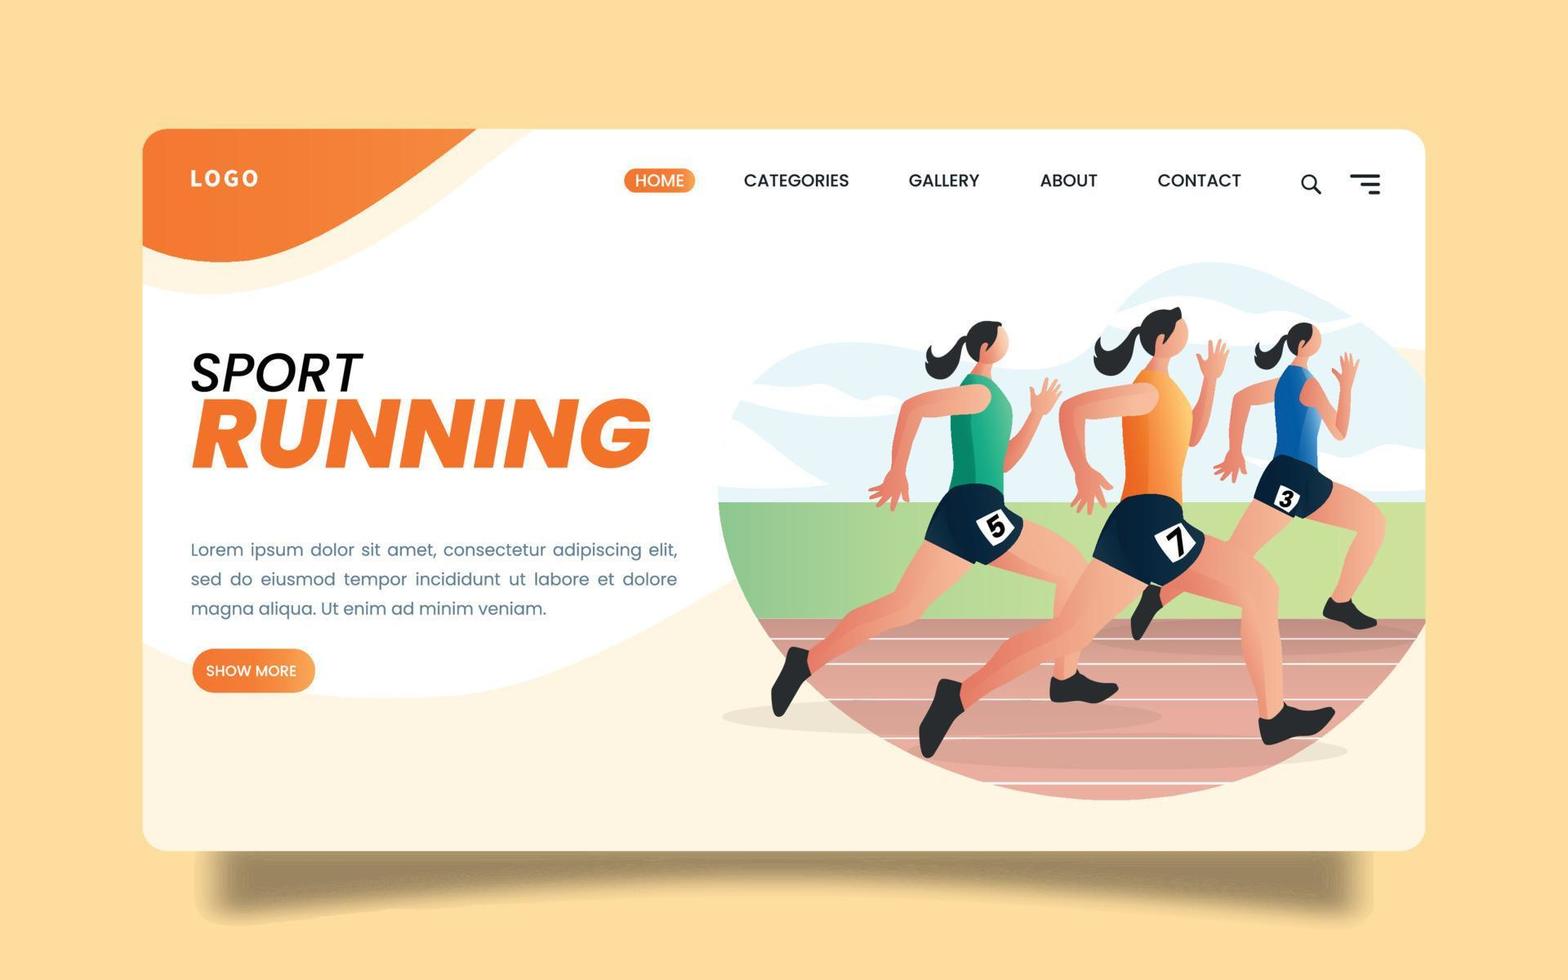 LOGO
HOME CATEGORIES GALLERY ABOUT CONTACT
SPORT
RUNNING
Lorem ipsum dolor sit amet, consectetur adipiscing elit,
sed do eiusmod tempor incididunt ut labore et dolore
magna aliqua. Ut enim ad minim veniam.
SHOW MORE
5
7
3